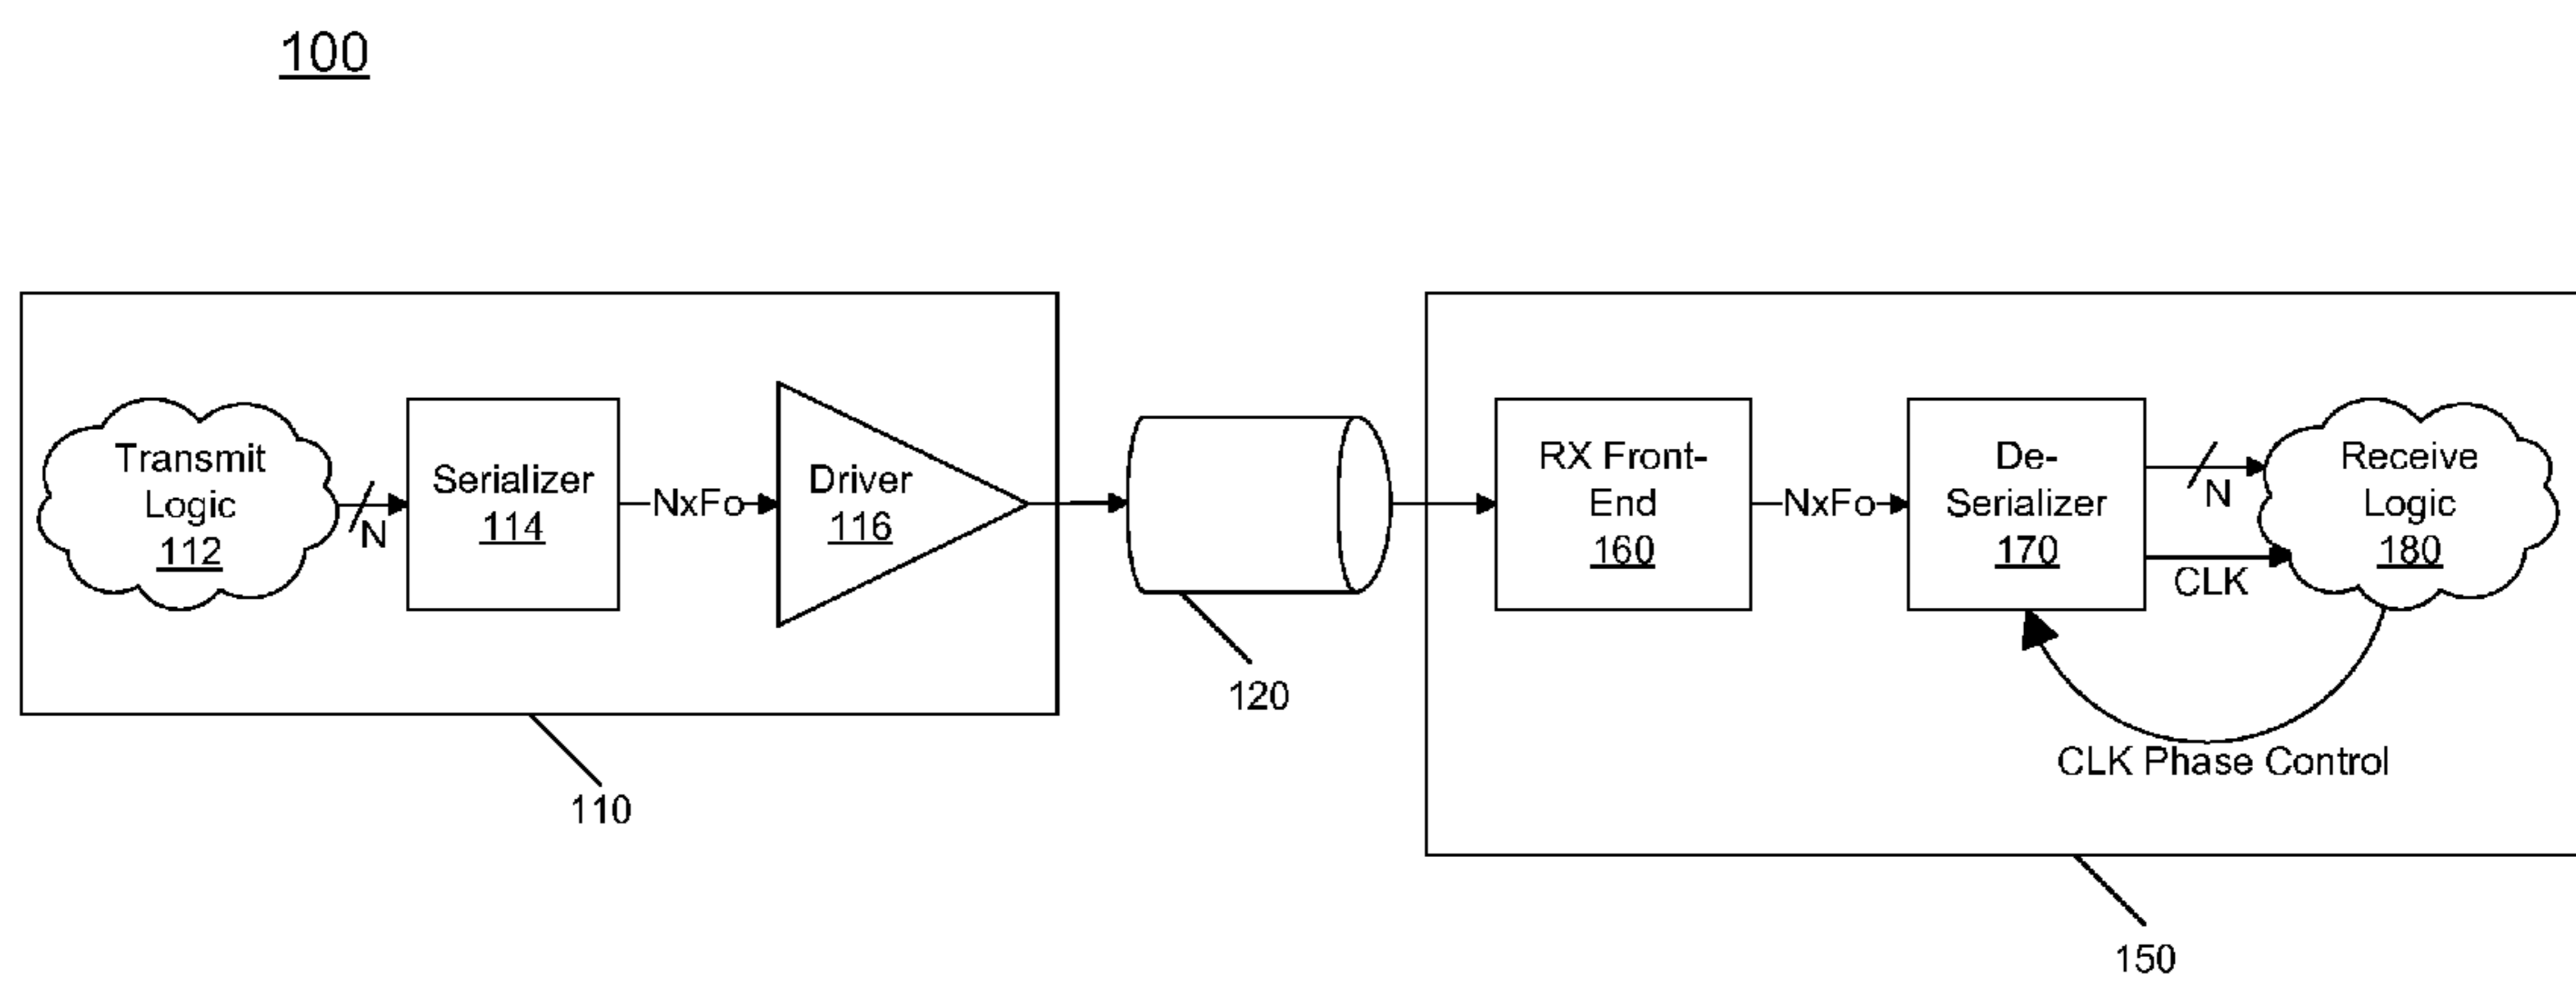 100
Transmit
Logic
112
N
Serializer
114
NxFo
Driver
116
120
110
RX Front-
End
160
NxFo
De-
Serializer
170
N
CLK
Receive
Logic
180
CLK Phase Control
150